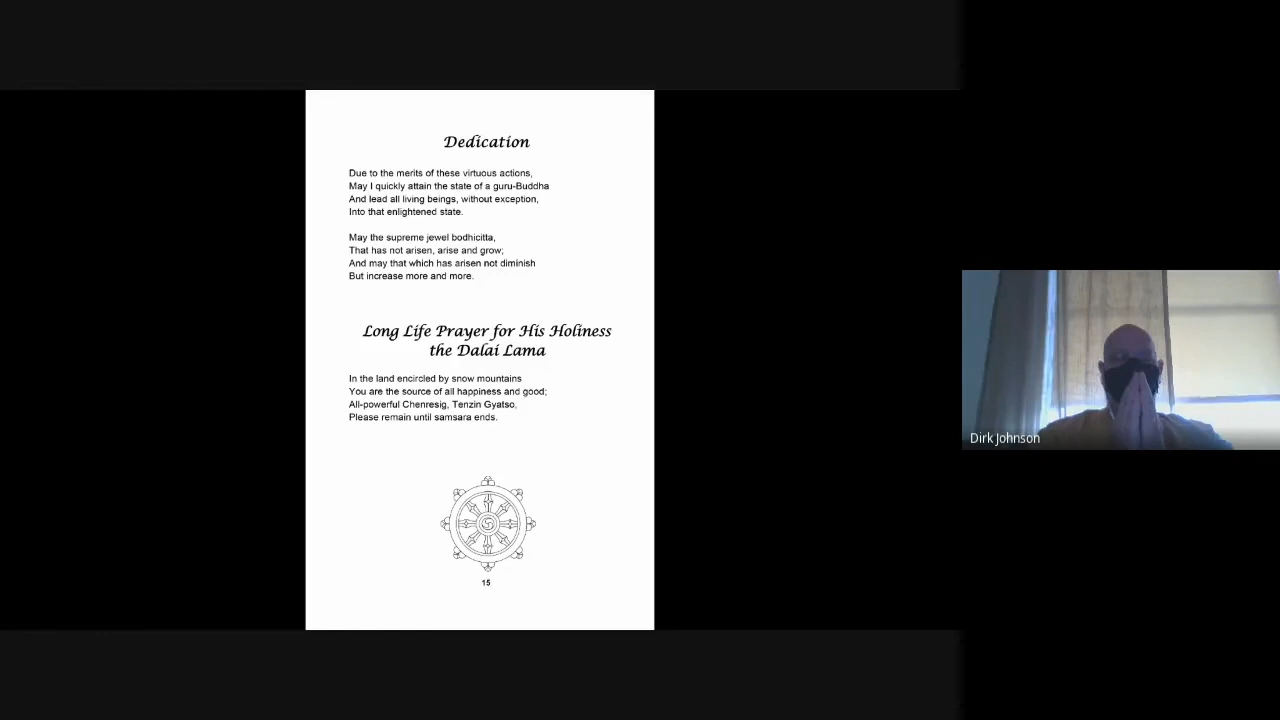 Dedication
Due to the merits of these virtuous actions,
May I quickly attain the state of a guru-Buddha
And lead all living beings, without exception,
Into that enlightened state.
May the supreme jewel bodhicitta,
That has not arisen, arise and grow;
And may that which has arisen not diminish
But increase more and more.
Long Life Prayer for His Holiness
the Dalai Lama
In the land encircled by snow mountains
You are the source of all happiness and good;
All-powerful Chenresig, Tenzin Gyatso,
Please remain until samsara ends.
15
Dirk Johnson